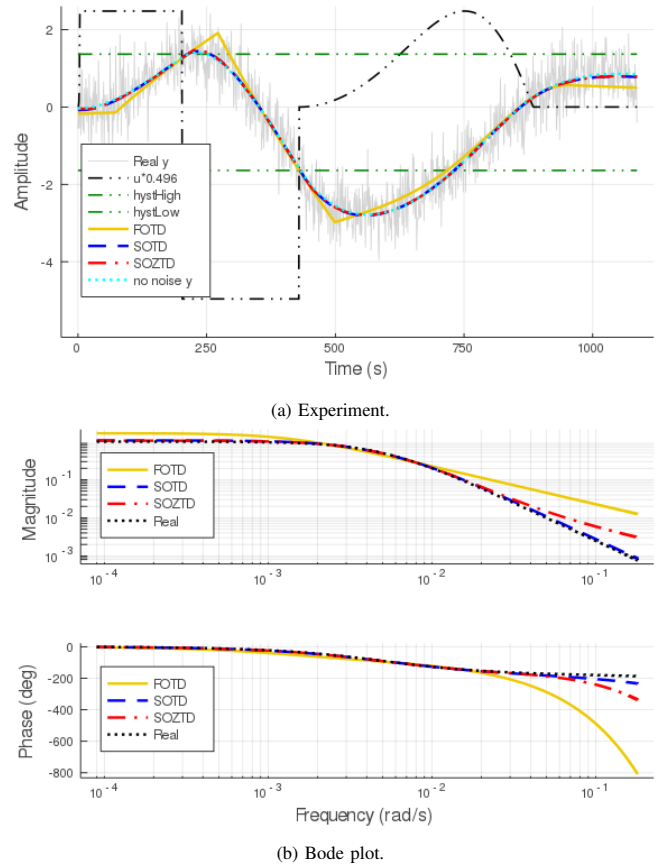 2
0
-2
-4
Amplitude
Real y
u*0.496
hystHigh
hystLow
FOTD
SOTD
SOZTD
no noise y
0
250
500
750
1000
Time (s)
(a) Experiment.
Magnitude
10⁻¹
10⁻²
10⁻³
FOTD
SOTD
SOZTD
Real
10⁻⁴
10⁻³
10⁻²
10⁻¹
Phase (deg)
0
-200
-400
-600
-800
FOTD
SOTD
SOZTD
Real
10⁻⁴
10⁻³
10⁻²
10⁻¹
Frequency (rad/s)
(b) Bode plot.